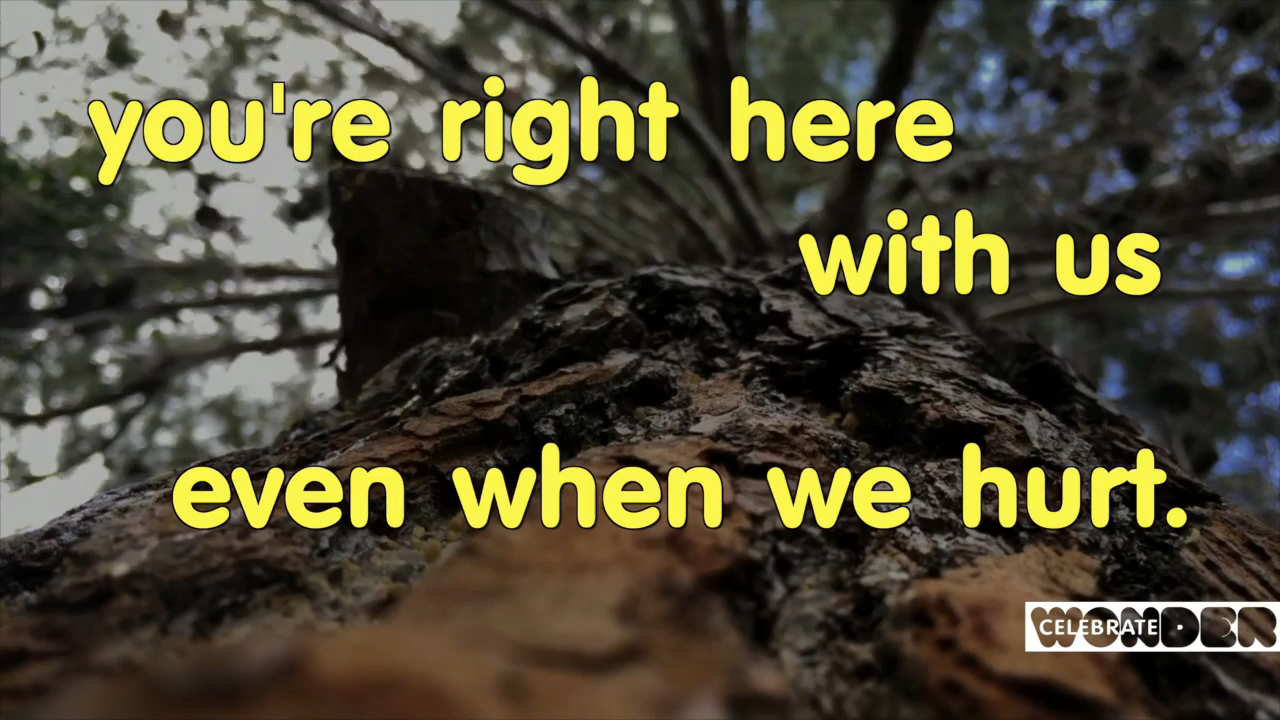 you're right here
with us
even when we hurt.
CELEBRATE WONDER